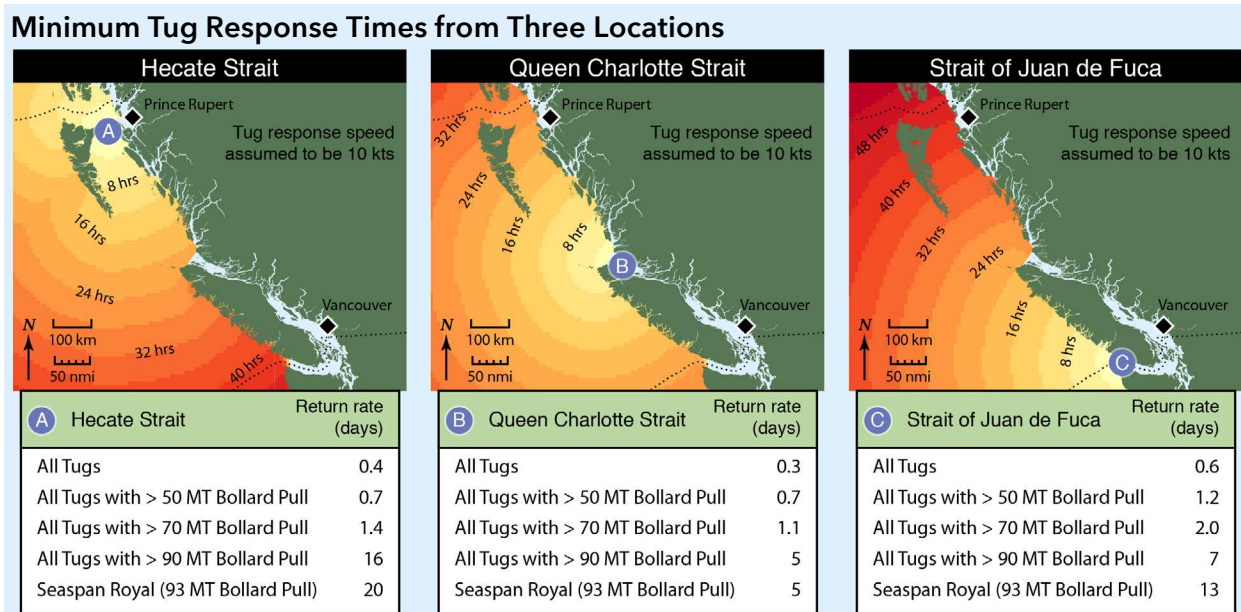 Minimum Tug Response Times from Three Locations
Hecate Strait
Prince Rupert
A
Tug response speed
assumed to be 10 kts
8 hrs
16 hrs
24 hrs
32 hrs
40 hrs
Vancouver
N
100 km
50 nmi
A Hecate Strait Return rate
(days)
All Tugs 0.4
All Tugs with > 50 MT Bollard Pull 0.7
All Tugs with > 70 MT Bollard Pull 1.4
All Tugs with > 90 MT Bollard Pull 16
Seaspan Royal (93 MT Bollard Pull) 20
Queen Charlotte Strait
Prince Rupert
32 hrs
Tug response speed
assumed to be 10 kts
24 hrs
16 hrs
8 hrs
B
Vancouver
N
100 km
50 nmi
B Queen Charlotte Strait Return rate
(days)
All Tugs 0.3
All Tugs with > 50 MT Bollard Pull 0.7
All Tugs with > 70 MT Bollard Pull 1.1
All Tugs with > 90 MT Bollard Pull 5
Seaspan Royal (93 MT Bollard Pull) 5
Strait of Juan de Fuca
Prince Rupert
48 hrs
Tug response speed
assumed to be 10 kts
40 hrs
32 hrs
24 hrs
16 hrs
8 hrs
Vancouver
C
N
100 km
50 nmi
C Strait of Juan de Fuca Return rate
(days)
All Tugs 0.6
All Tugs with > 50 MT Bollard Pull 1.2
All Tugs with > 70 MT Bollard Pull 2.0
All Tugs with > 90 MT Bollard Pull 7
Seaspan Royal (93 MT Bollard Pull) 13